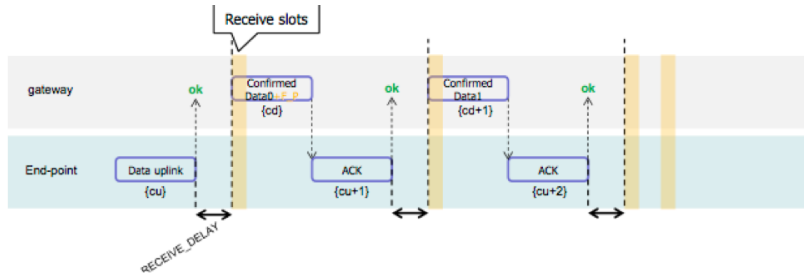 Receive slots
gateway
ok
Confirmed
Data0+F_P
{cd}
ok
Confirmed
Data1
{cd+1}
ok
End-point
Data uplink
{cu}
ACK
{cu+1}
ACK
{cu+2}
RECEIVE_DELAY